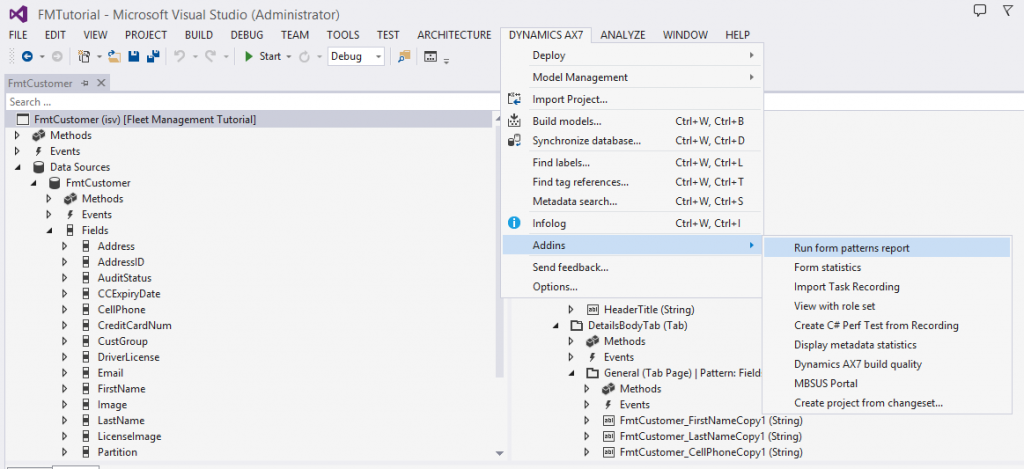 FMTutorial - Microsoft Visual Studio (Administrator)
FILE EDIT VIEW PROJECT BUILD DEBUG TEAM TOOLS TEST ARCHITECTURE DYNAMICS AX7 ANALYZE WINDOW HELP
Start Debug
FmtCustomer
Search ...
FmtCustomer (isv) [Fleet Management Tutorial]
Methods
Events
Data Sources
FmtCustomer
Methods
Events
Fields
Address
AddressID
AuditStatus
CCExpiryDate
CellPhone
CreditCardNum
CustGroup
DriverLicense
Email
FirstName
Image
LastName
LicenseImage
Partition
Deploy
Model Management
Import Project...
Build models... Ctrl+W, Ctrl+B
Synchronize database... Ctrl+W, Ctrl+D
Find labels... Ctrl+W, Ctrl+L
Find tag references... Ctrl+W, Ctrl+T
Metadata search... Ctrl+W, Ctrl+S
Infolog Ctrl+W, Ctrl+I
Addins
Send feedback...
Options...
Run form patterns report
Form statistics
Import Task Recording
View with role set
Create C# Perf Test from Recording
Display metadata statistics
Dynamics AX7 build quality
MBSUS Portal
Create project from changeset...
HeaderTitle (String)
DetailsBodyTab (Tab)
Methods
Events
General (Tab Page) | Pattern: Field
Methods
Events
FmtCustomer_FirstNameCopy1 (String)
FmtCustomer_LastNameCopy1 (String)
FmtCustomer_CellPhoneCopy1 (String)